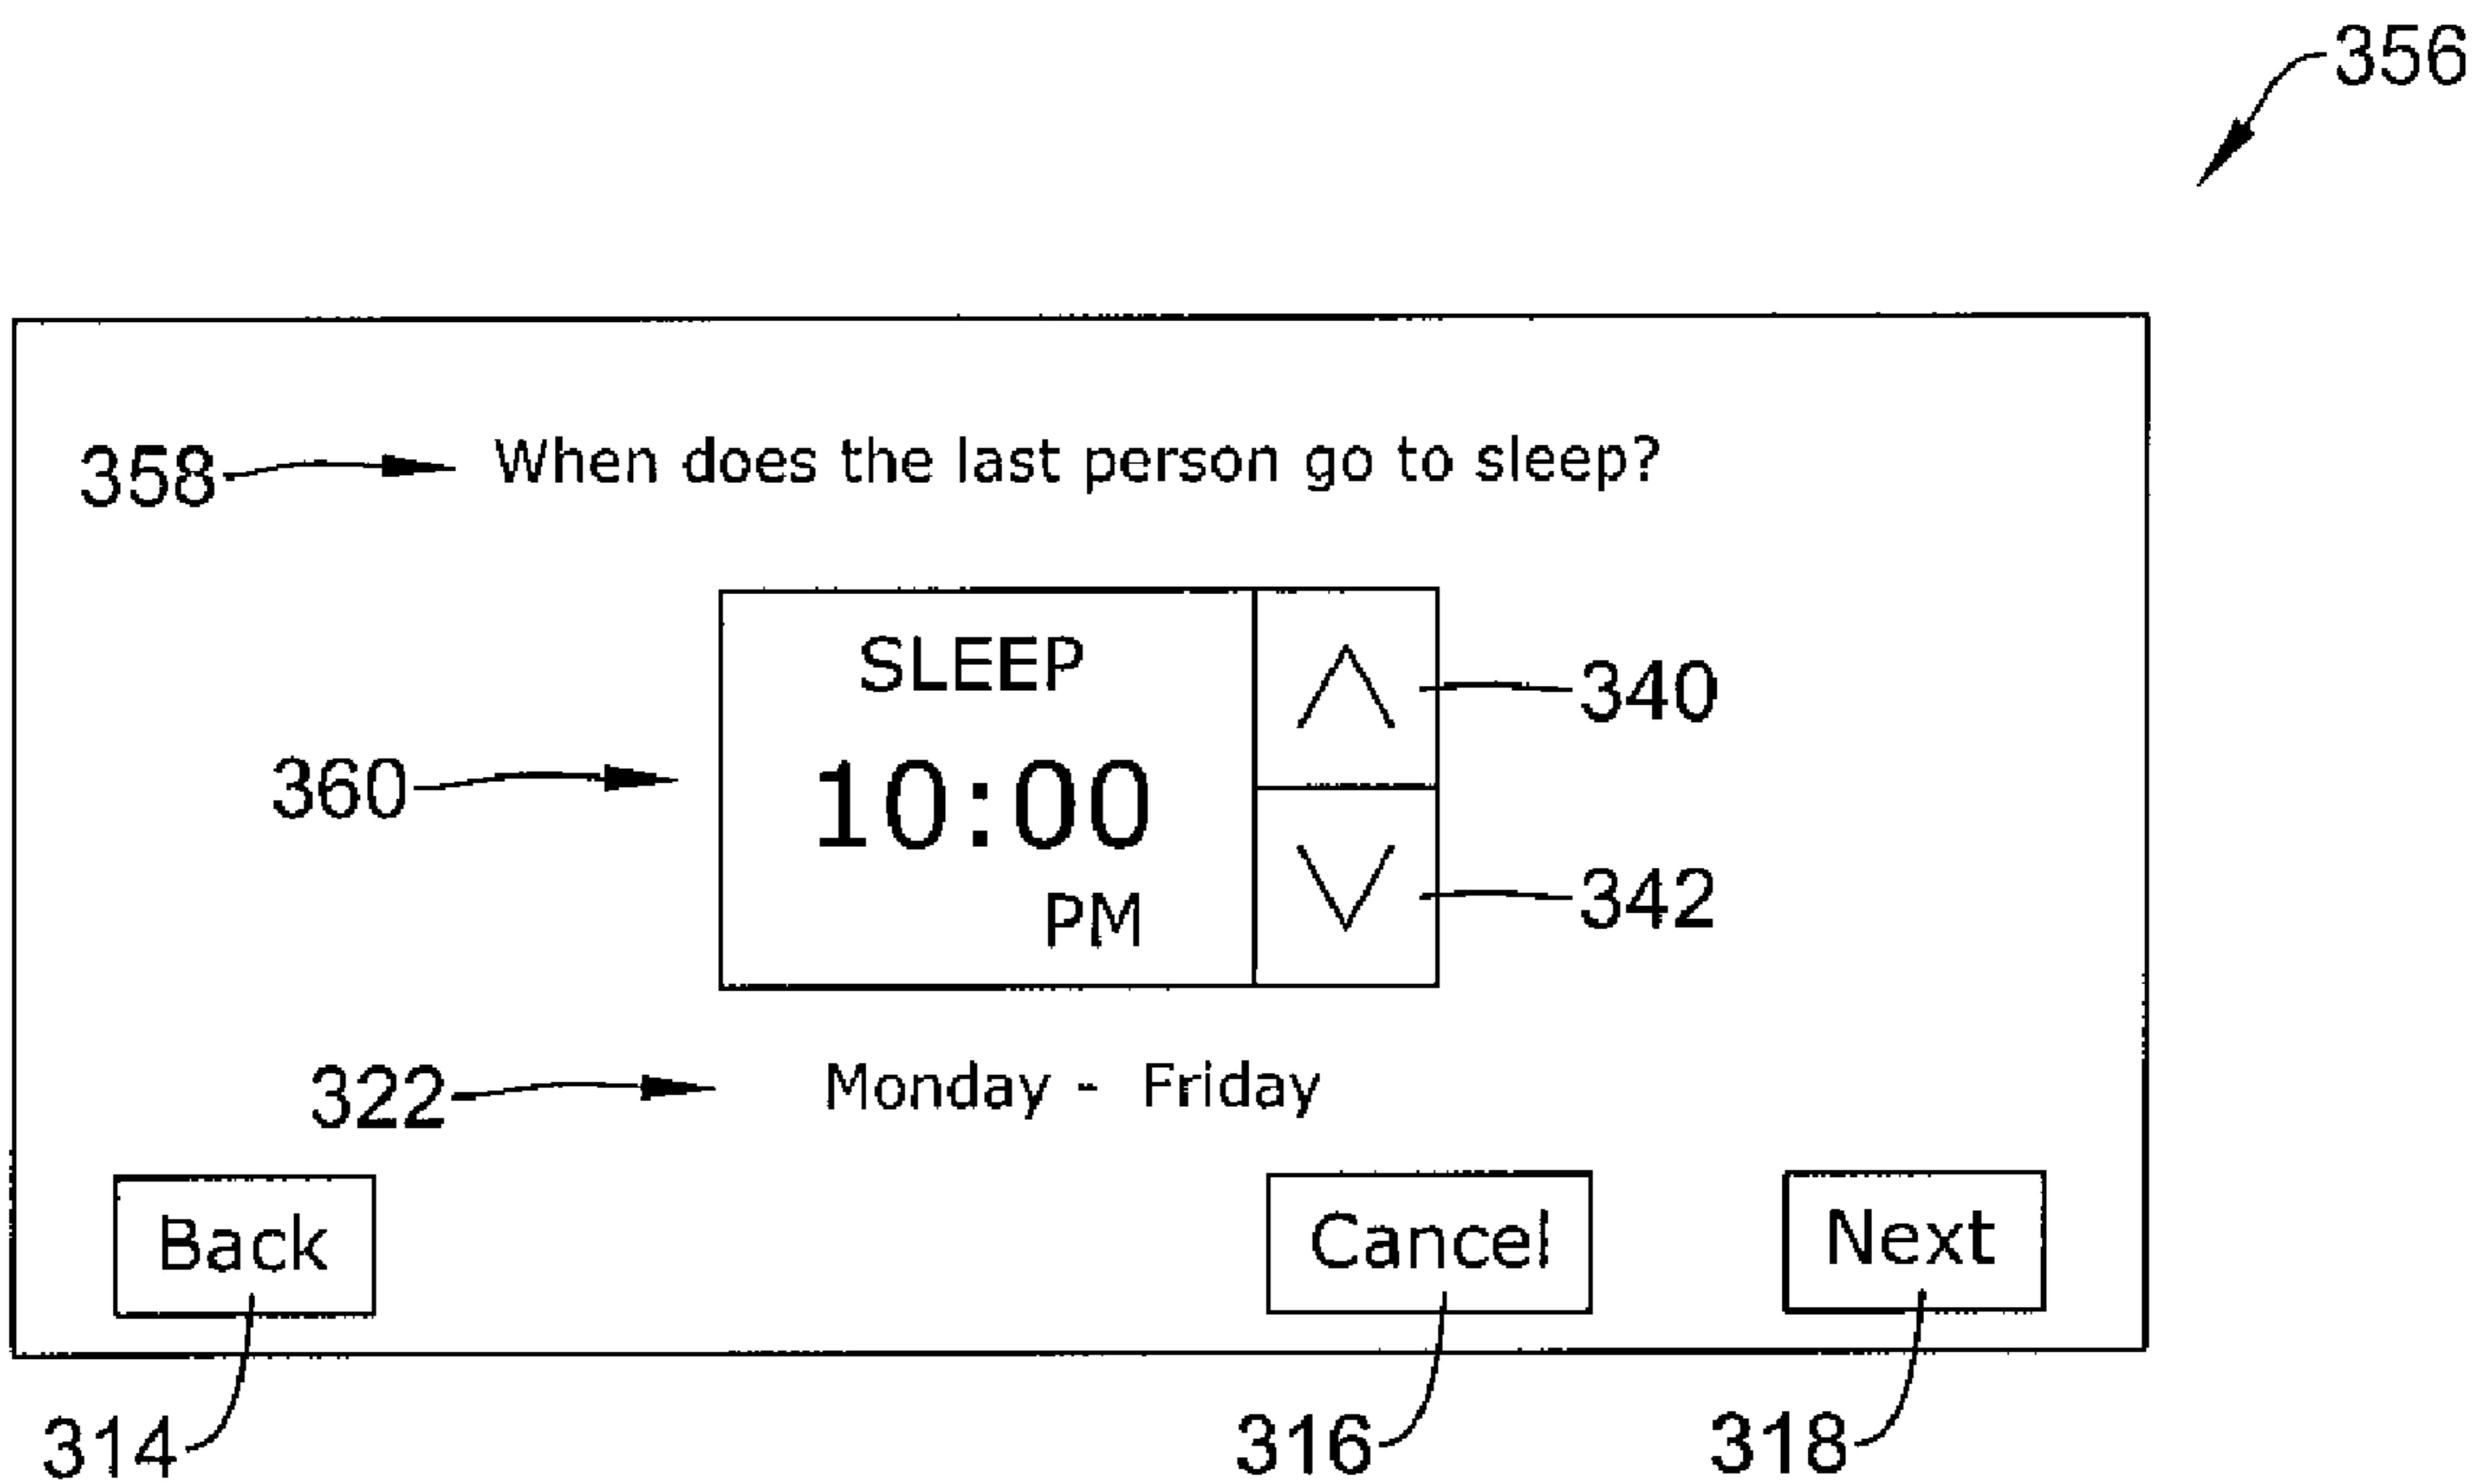 356
358 When does the last person go to sleep?
SLEEP
340
360 10:00
PM
342
322 Monday - Friday
Back Cancel Next
314 316 318